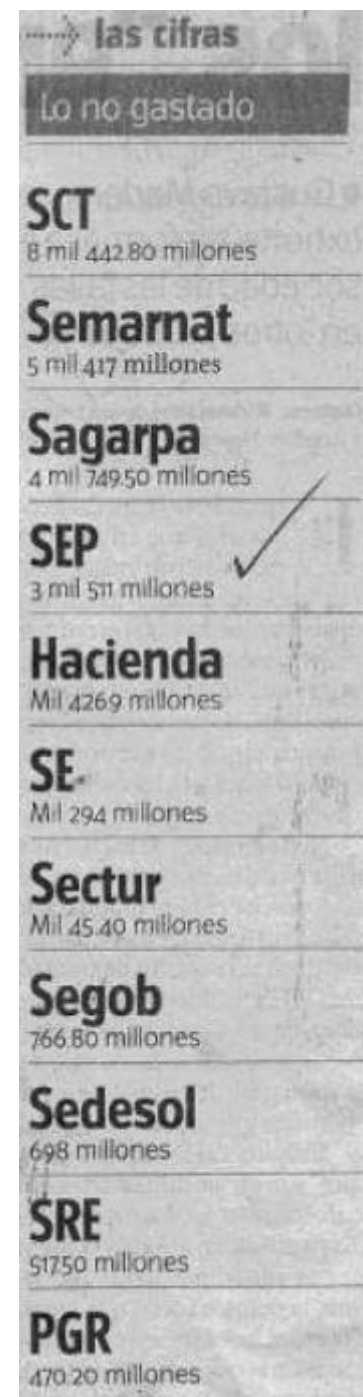 las cifras
Lo no gastado
SCT
8 mil 442.80 millones
Semarnat
5 mil 417 millones
Sagarpa
4 mil 749.50 millones
SEP
3 mil 511 millones
Hacienda
Mil 426.9 millones
SE
Mil 294 millones
Sectur
Mil 45.40 millones
Segob
766.80 millones
Sedesol
698 millones
SRE
517.50 millones
PGR
470.20 millones